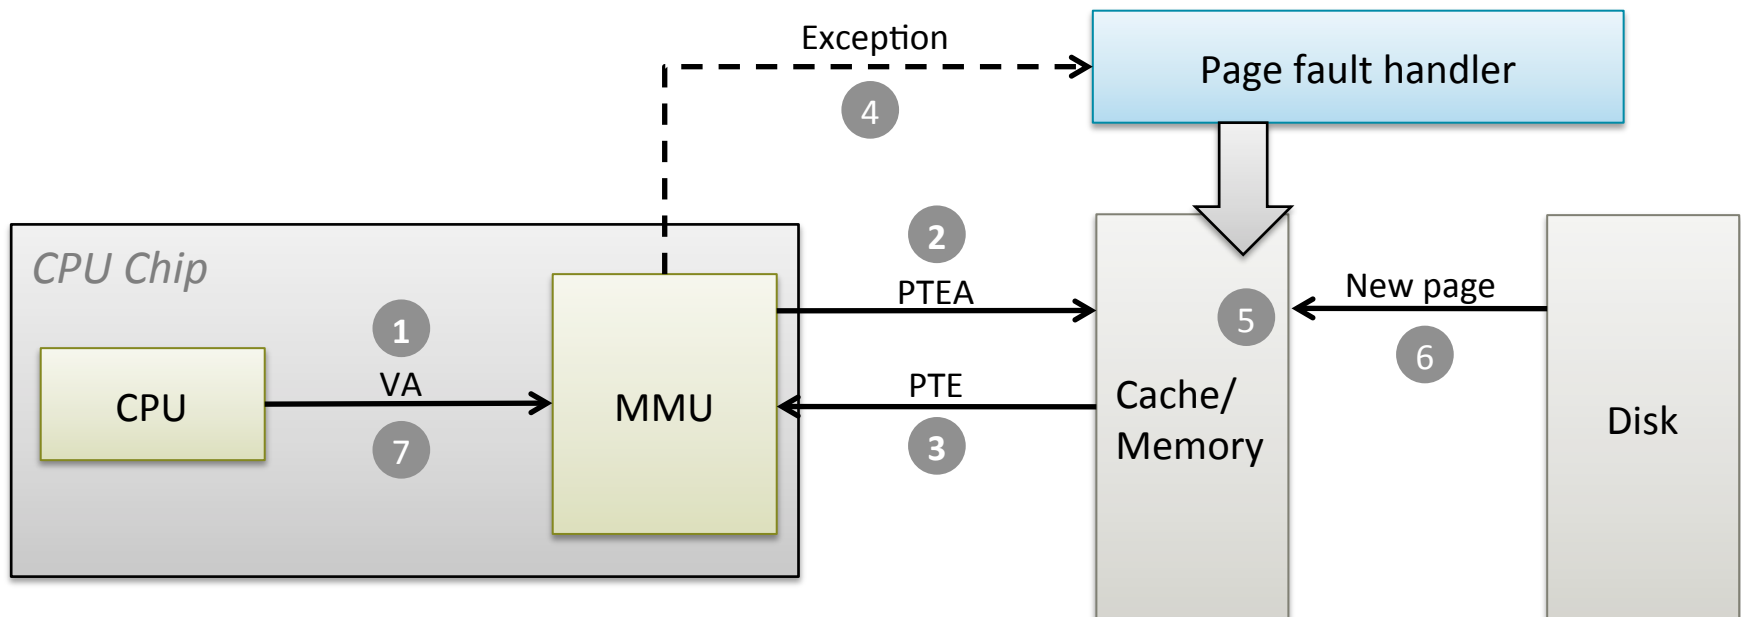 Exception
Page fault handler
4
2
CPU Chip
PTEA
New page
1
5
6
VA
PTE
CPU
MMU
Cache/
Memory
Disk
7
3